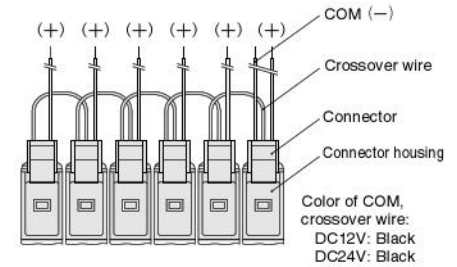 COM (−)
(+) (+) (+) (+) (+) (+)
Crossover wire
Connector
Connector housing
Color of COM,
crossover wire:
DC12V: Black
DC24V: Black